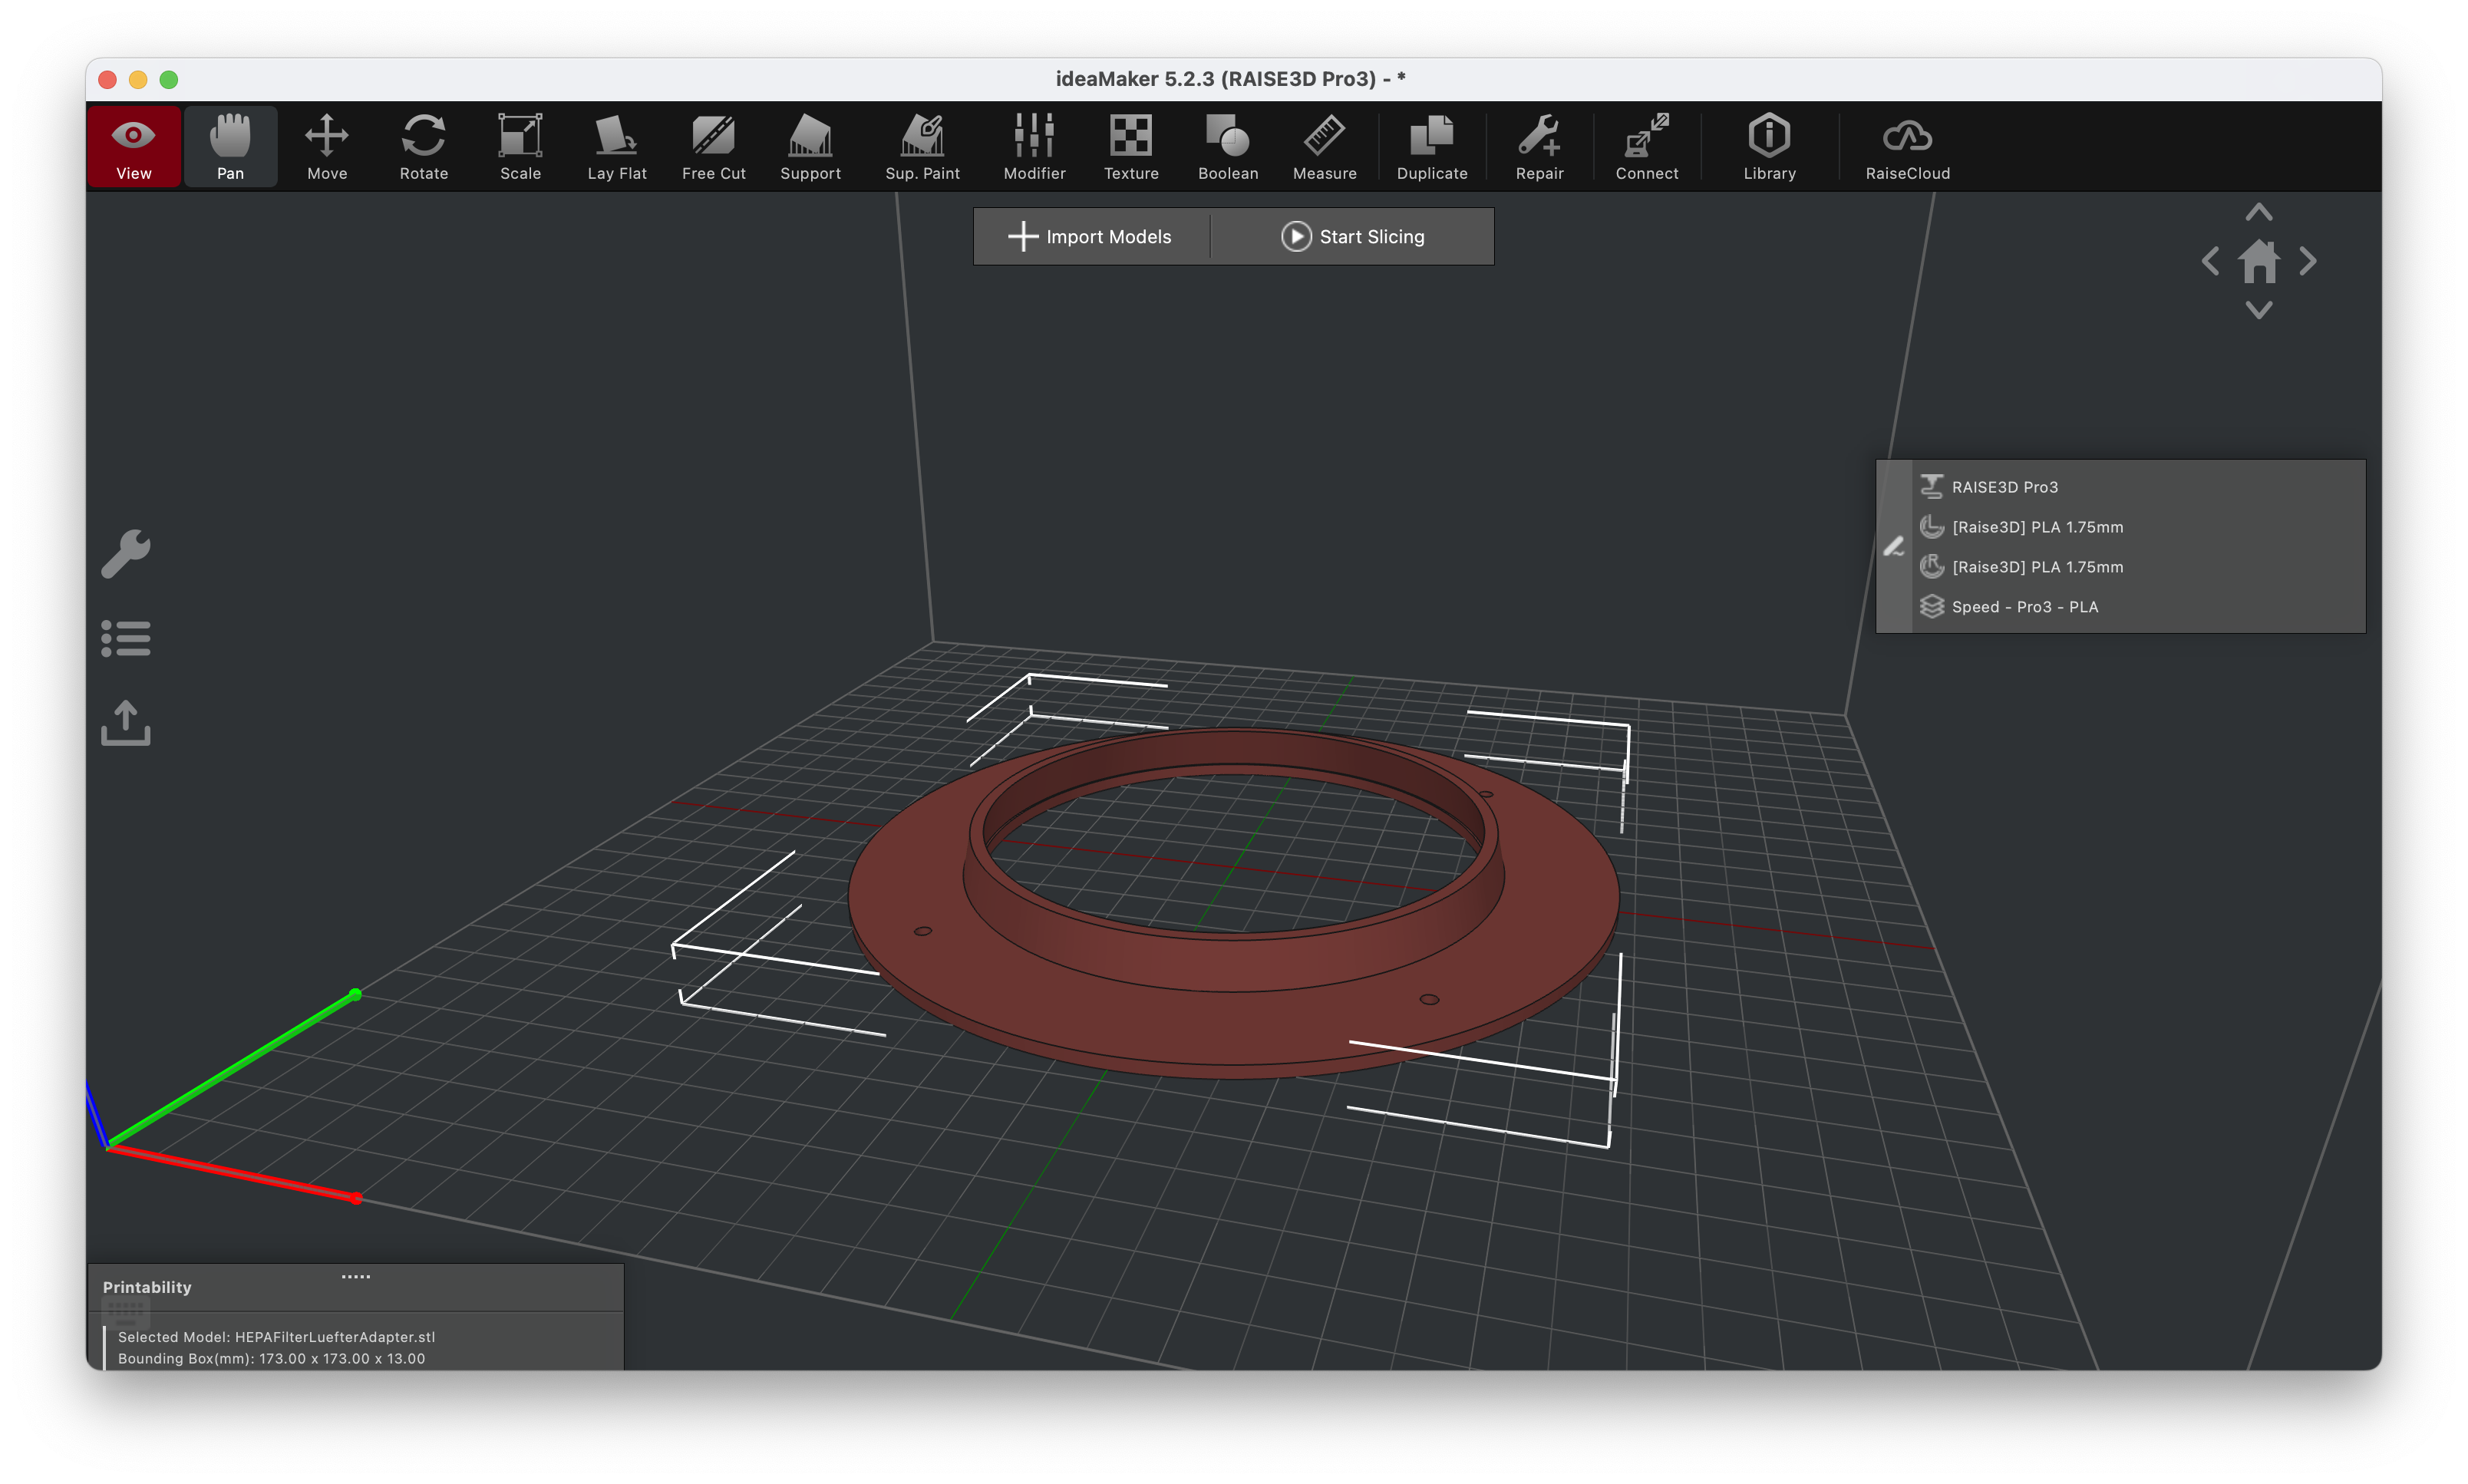 ideaMaker 5.2.3 (RAISE3D Pro3) - *
View Pan Move Rotate Scale Lay Flat Free Cut Support Sup. Paint Modifier Texture Boolean Measure Duplicate Repair Connect Library RaiseCloud
Import Models Start Slicing
RAISE3D Pro3
L [Raise3D] PLA 1.75mm
R [Raise3D] PLA 1.75mm
Speed - Pro3 - PLA
Printability
Selected Model: HEPAFilterLuefterAdapter.stl
Bounding Box(mm): 173.00 x 173.00 x 13.00